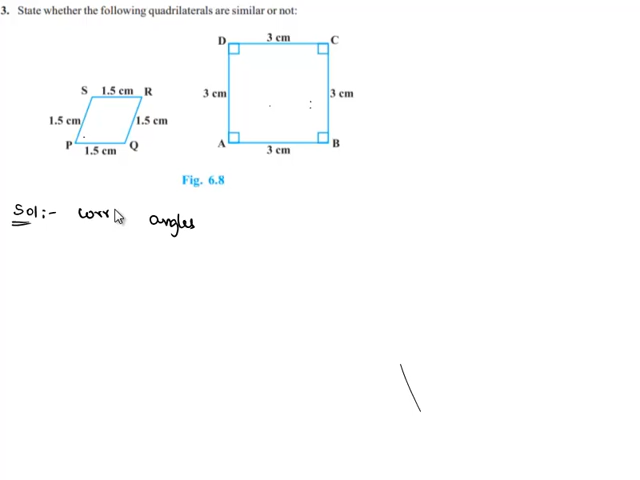 3. State whether the following quadrilaterals are similar or not:
D 3 cm C
S 1.5 cm R
3 cm 3 cm
1.5 cm 1.5 cm
P 1.5 cm Q
A 3 cm B
Fig. 6.8
Sol:- corr angles